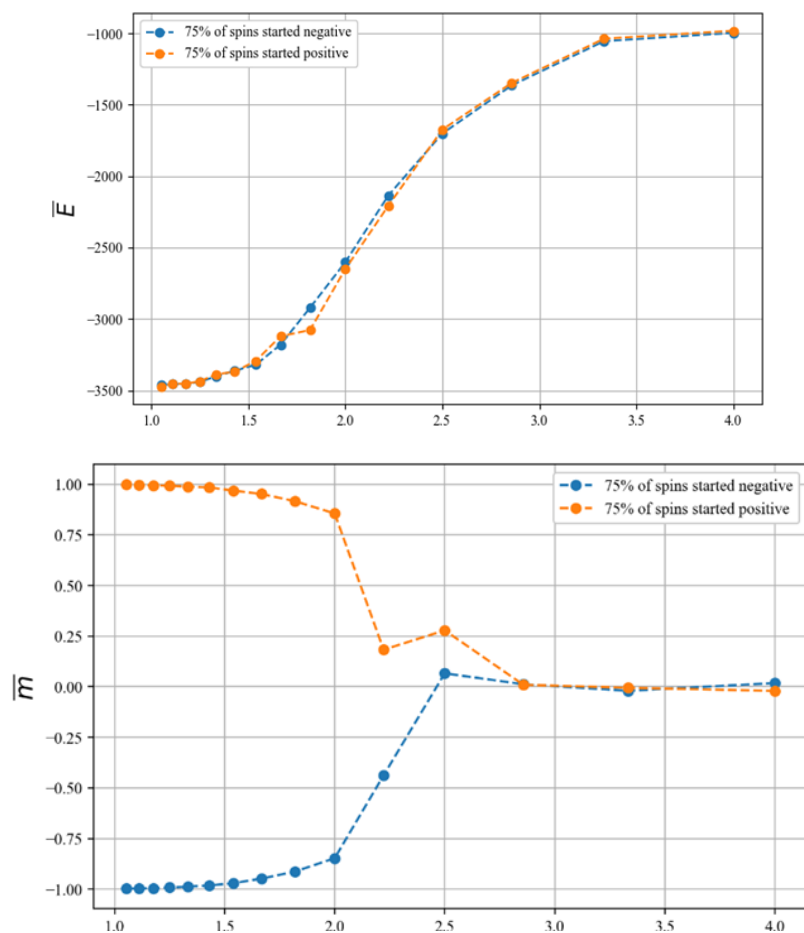 −1000
75% of spins started negative
75% of spins started positive
−1500
−2000
E
−2500
−3000
−3500
1.0 1.5 2.0 2.5 3.0 3.5 4.0
1.00
75% of spins started negative
75% of spins started positive
0.75
0.50
0.25
m
0.00
−0.25
−0.50
−0.75
−1.00
1.0 1.5 2.0 2.5 3.0 3.5 4.0